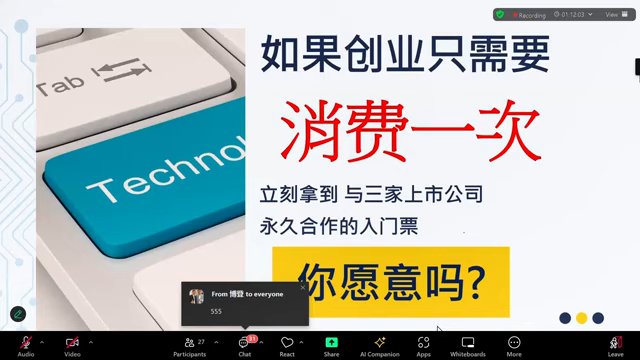 Recording
01:12:03
View
如果创业只需要
Tab
消费一次
Technol
立刻拿到 与三家上市公司
永久合作的入门票
你愿意吗?
From 博登 to everyone
555
Audio
Video
27
Participants
31
Chat
React
Share
AI Companion
Apps
Whiteboards
More
Leave